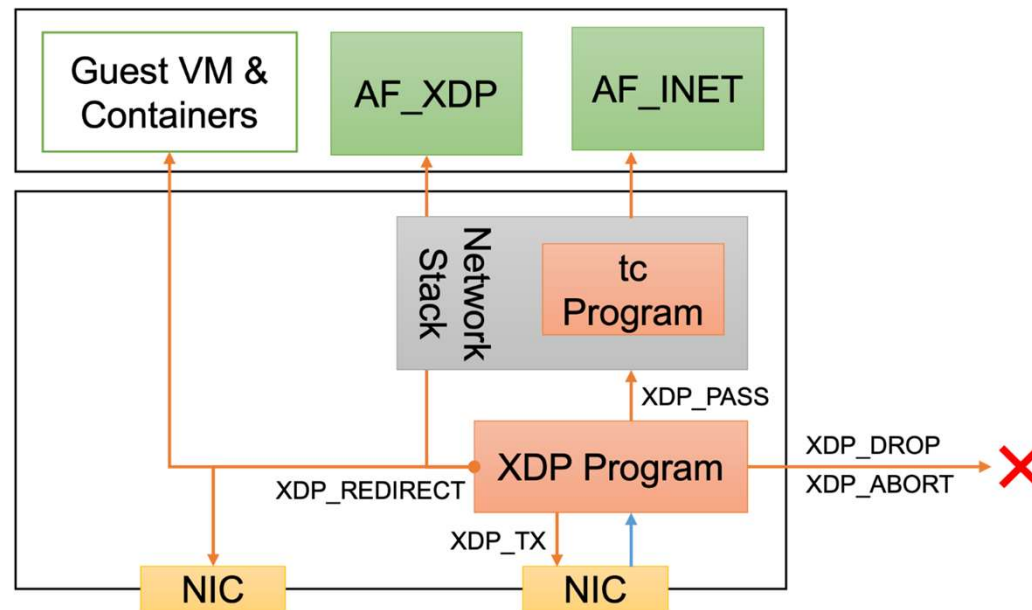 Guest VM &
Containers
AF_XDP
AF_INET
Network
Stack
tc
Program
XDP_PASS
XDP Program
XDP_DROP
XDP_ABORT
XDP_REDIRECT
XDP_TX
NIC
NIC